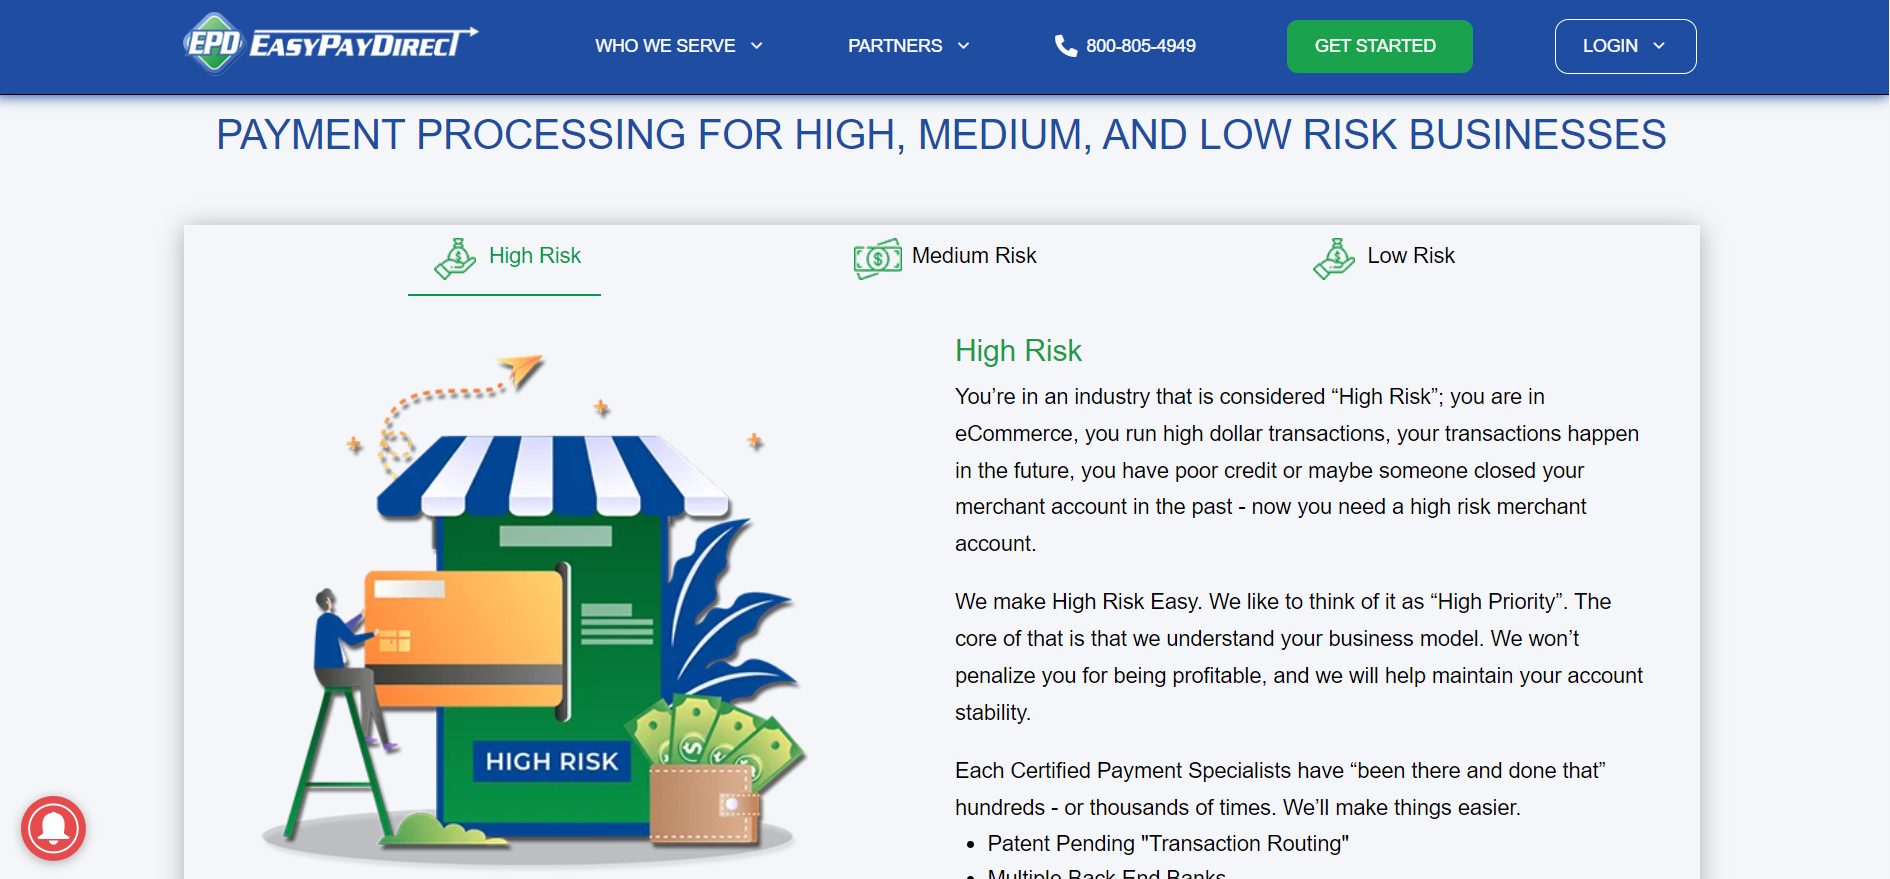 EPD EASYPAYDIRECT
WHO WE SERVE
PARTNERS
800-805-4949
GET STARTED
LOGIN
PAYMENT PROCESSING FOR HIGH, MEDIUM, AND LOW RISK BUSINESSES
High Risk
Medium Risk
Low Risk
High Risk
You’re in an industry that is considered “High Risk”; you are in
eCommerce, you run high dollar transactions, your transactions happen
in the future, you have poor credit or maybe someone closed your
merchant account in the past - now you need a high risk merchant
account.
We make High Risk Easy. We like to think of it as “High Priority”. The
core of that is that we understand your business model. We won’t
penalize you for being profitable, and we will help maintain your account
stability.
Each Certified Payment Specialists have “been there and done that”
hundreds - or thousands of times. We’ll make things easier.
• Patent Pending "Transaction Routing"
• Multiple Back End Banks
HIGH RISK